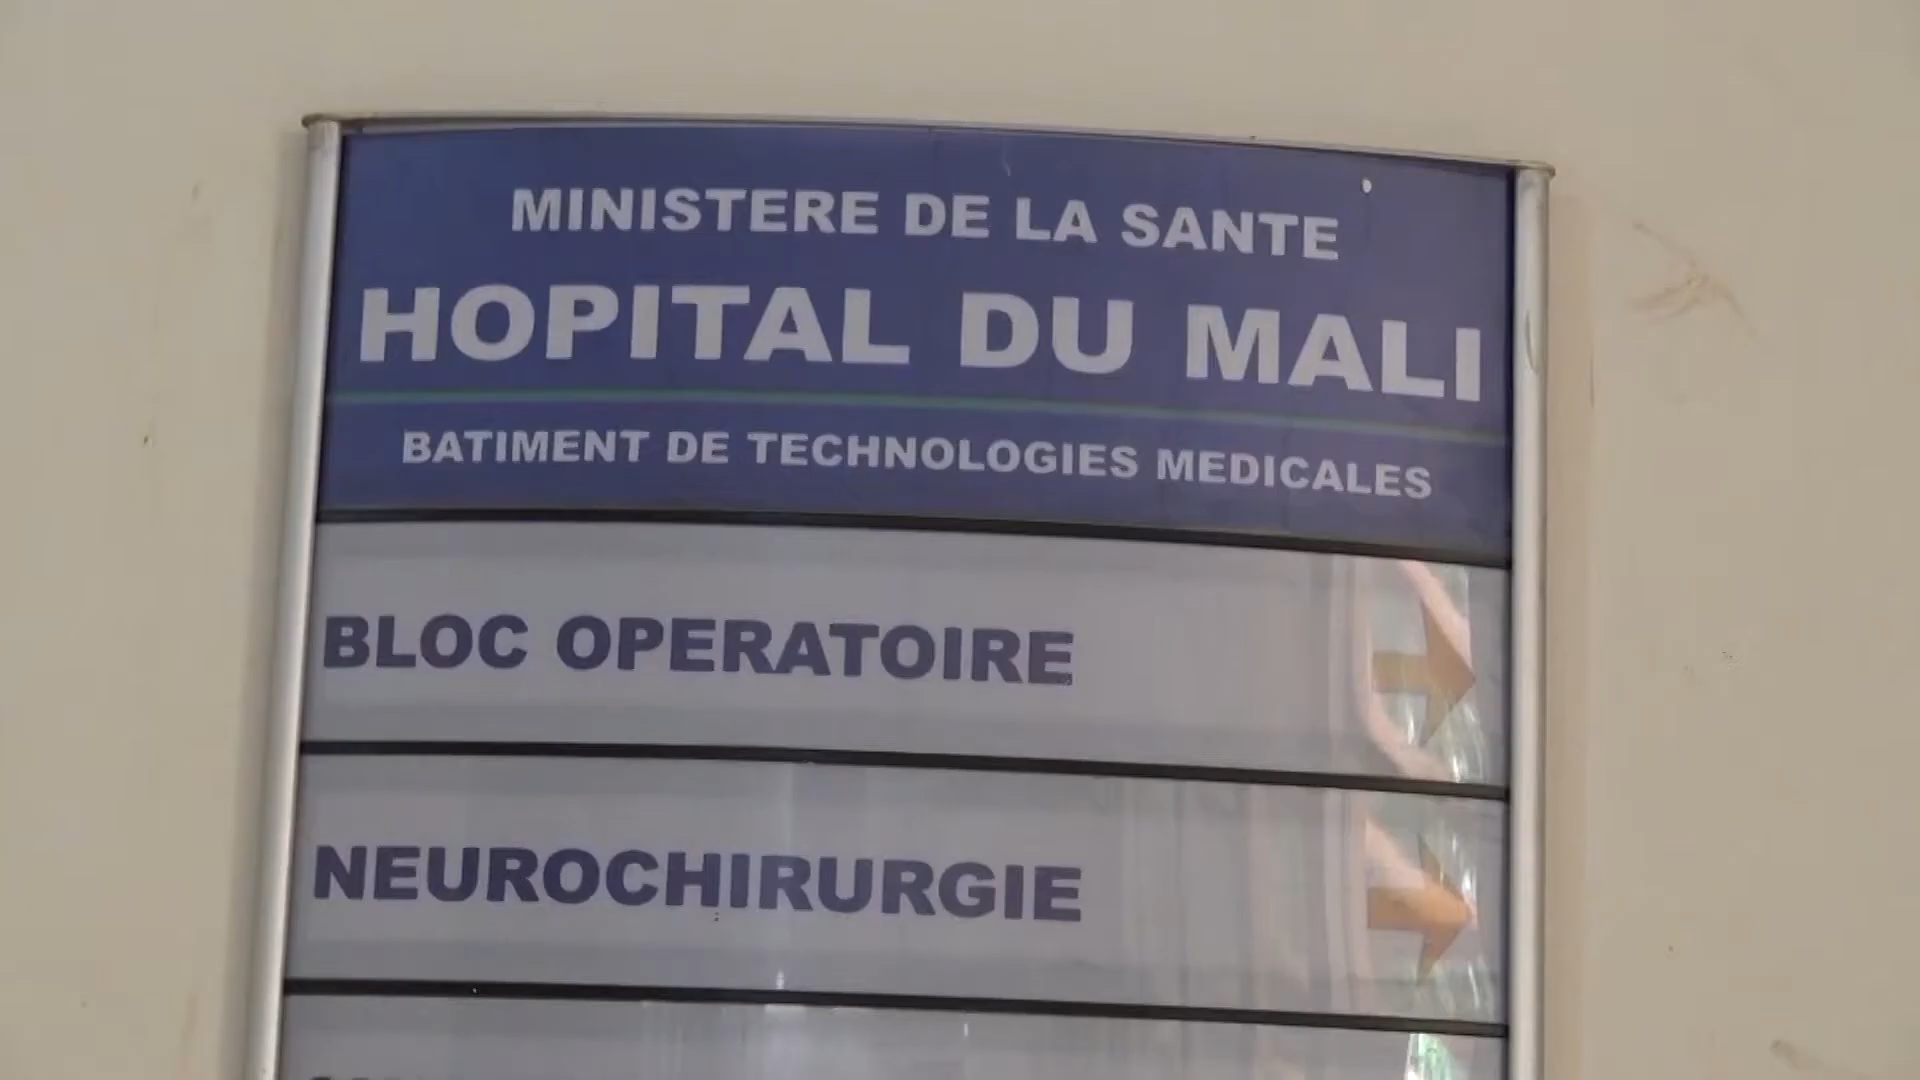 MINISTERE DE LA SANTE
HOPITAL DU MALI
BATIMENT DE TECHNOLOGIES MEDICALES
BLOC OPERATOIRE
NEUROCHIRURGIE